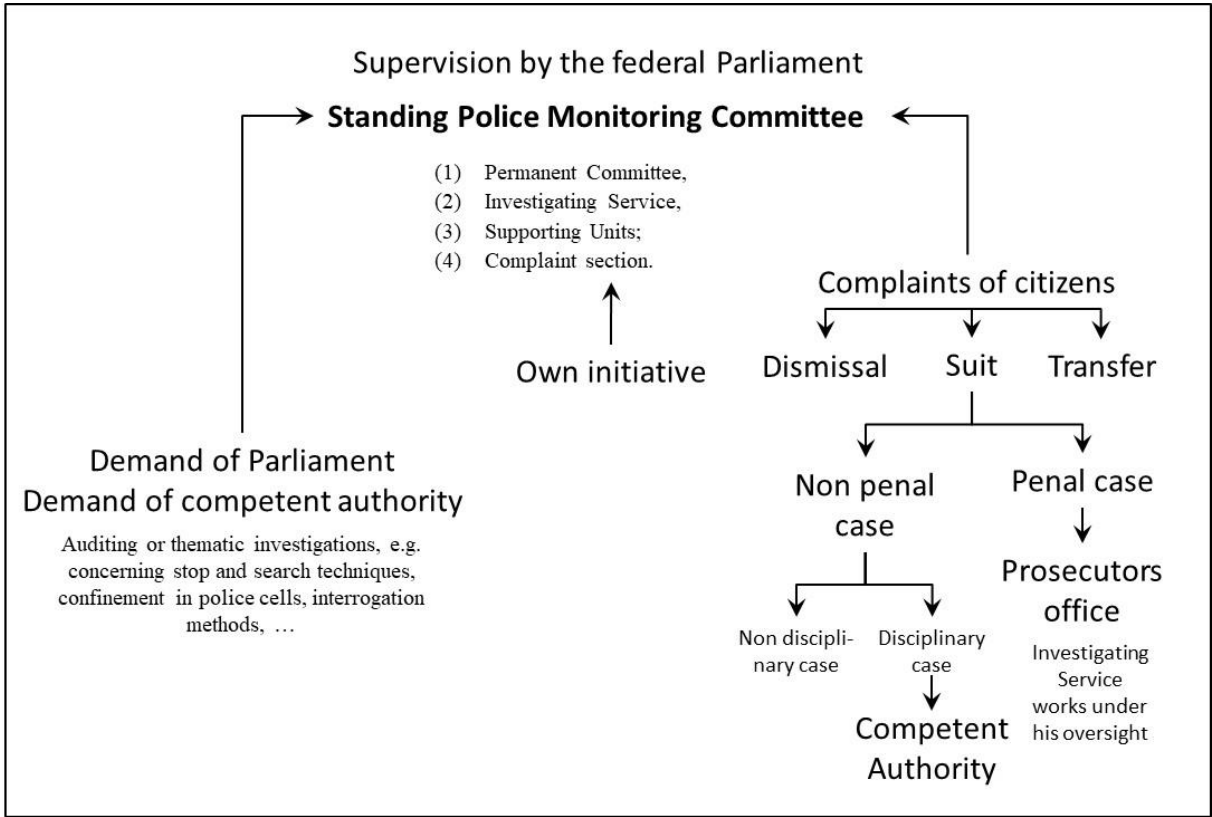 Supervision by the federal Parliament
Standing Police Monitoring Committee
(1) Permanent Committee,
(2) Investigating Service,
(3) Supporting Units;
(4) Complaint section.
Own initiative
Demand of Parliament
Demand of competent authority
Auditing or thematic investigations, e.g.
concerning stop and search techniques,
confinement in police cells, interrogation
methods, …
Complaints of citizens
Dismissal
Suit
Transfer
Non penal
case
Penal case
Non discipli-
nary case
Disciplinary
case
Competent
Authority
Prosecutors
office
Investigating
Service
works under
his oversight